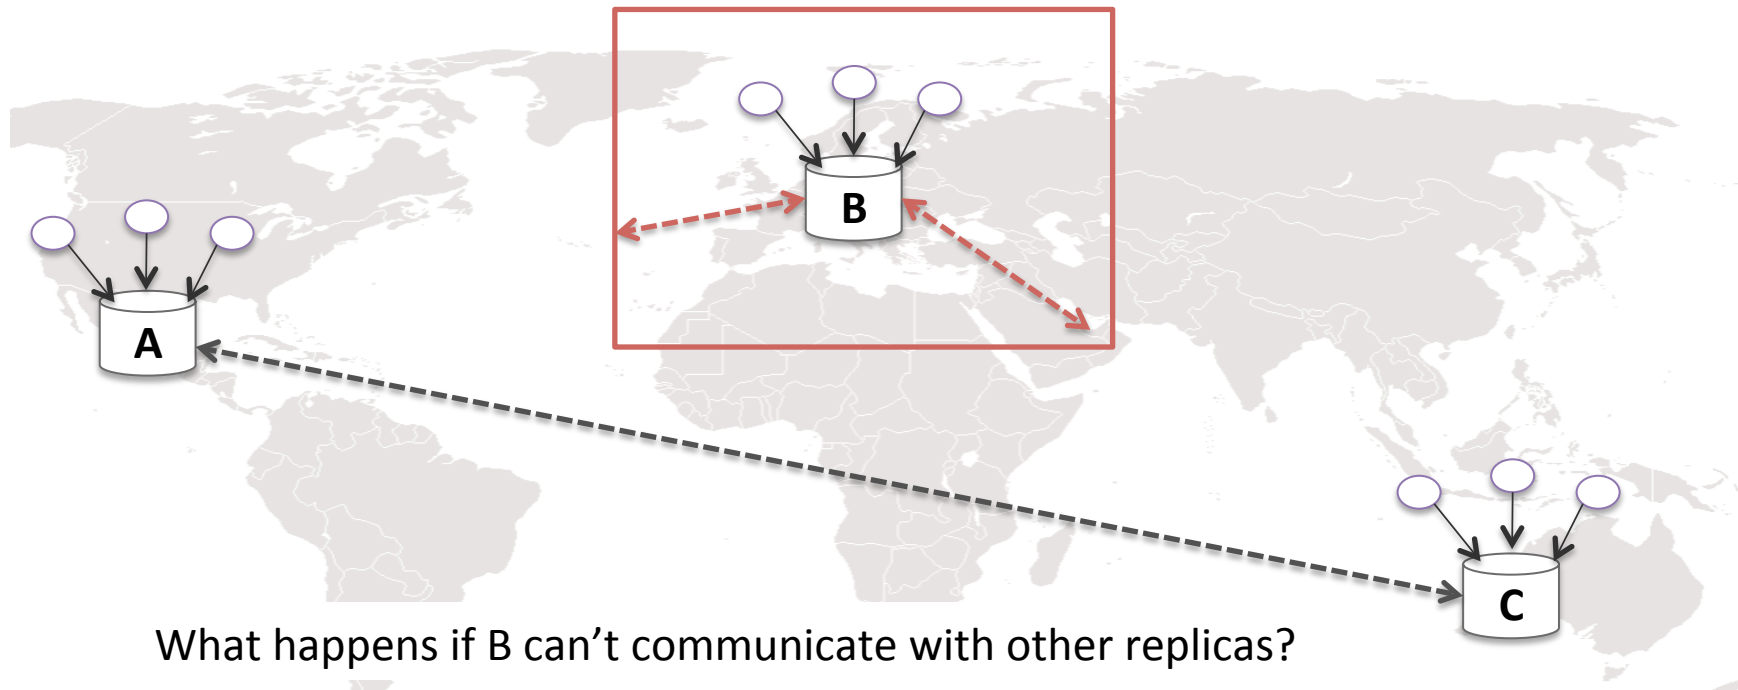 B
A
C
What happens if B can’t communicate with other replicas?